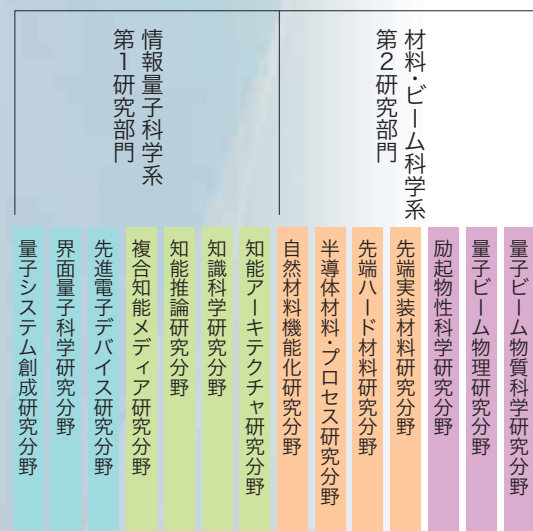 材料・ビーム科学系
第2研究部門
情報量子科学系
第1研究部門
量子ビーム物質科学研究分野
量子ビーム物理研究分野
励起物性科学研究分野
先端実装材料研究分野
先端ハード材料研究分野
半導体材料・プロセス研究分野
自然材料機能化研究分野
知能アーキテクチャ研究分野
知識科学研究分野
知能推論研究分野
複合知能メディア研究分野
先進電子デバイス研究分野
界面量子科学研究分野
量子システム創成研究分野